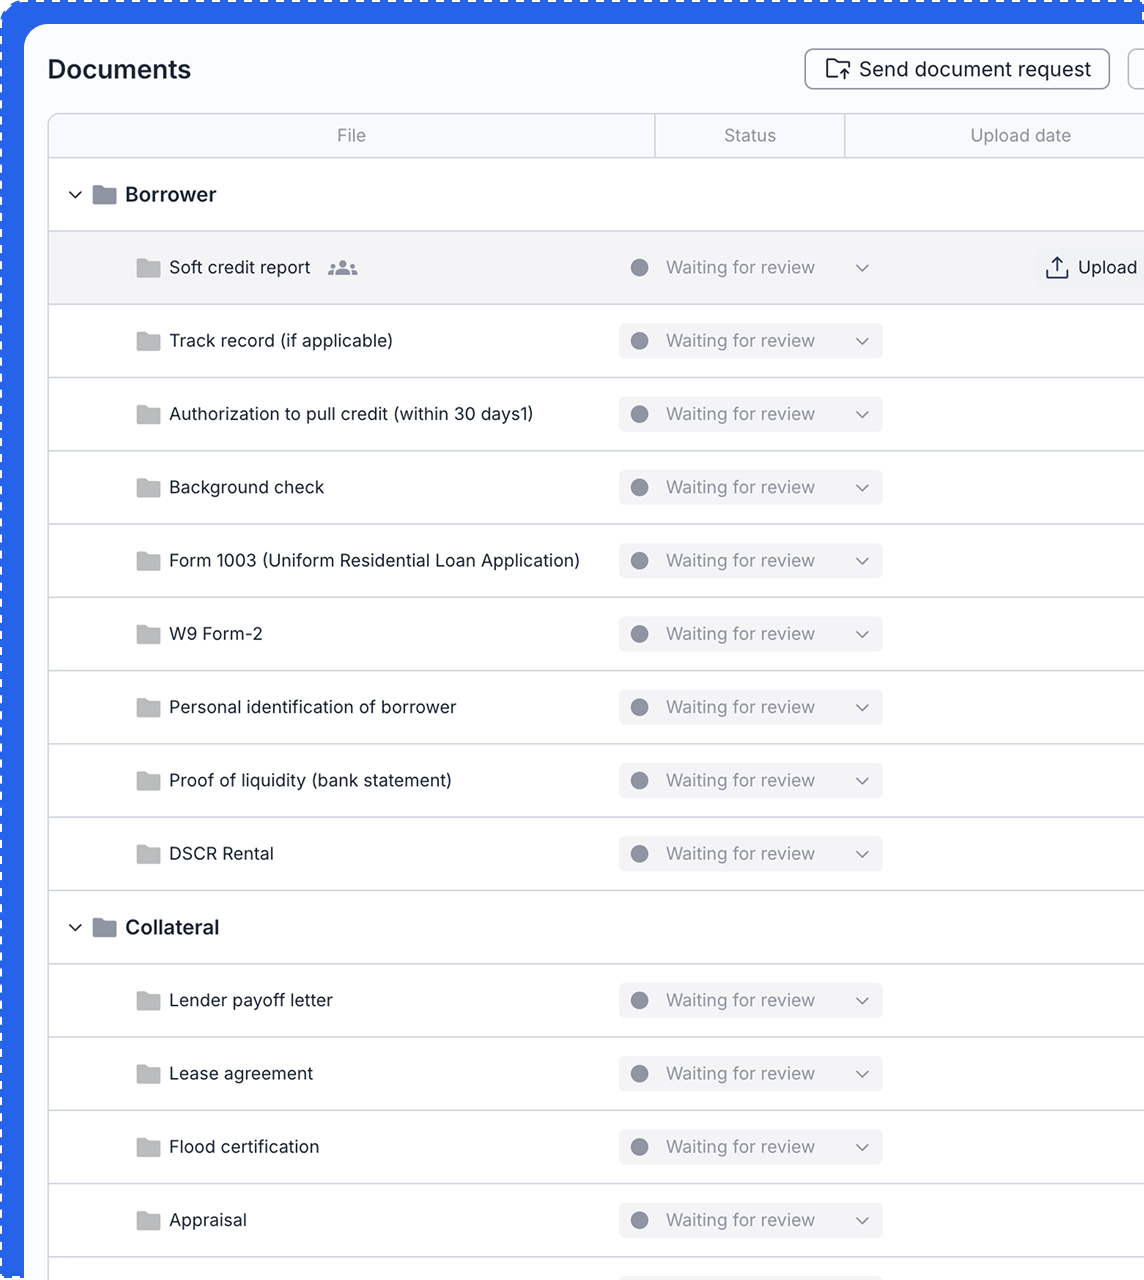 Documents
Send document request
File Status Upload date
Borrower
Soft credit report Waiting for review Upload
Track record (if applicable) Waiting for review
Authorization to pull credit (within 30 days1) Waiting for review
Background check Waiting for review
Form 1003 (Uniform Residential Loan Application) Waiting for review
W9 Form-2 Waiting for review
Personal identification of borrower Waiting for review
Proof of liquidity (bank statement) Waiting for review
DSCR Rental Waiting for review
Collateral
Lender payoff letter Waiting for review
Lease agreement Waiting for review
Flood certification Waiting for review
Appraisal Waiting for review